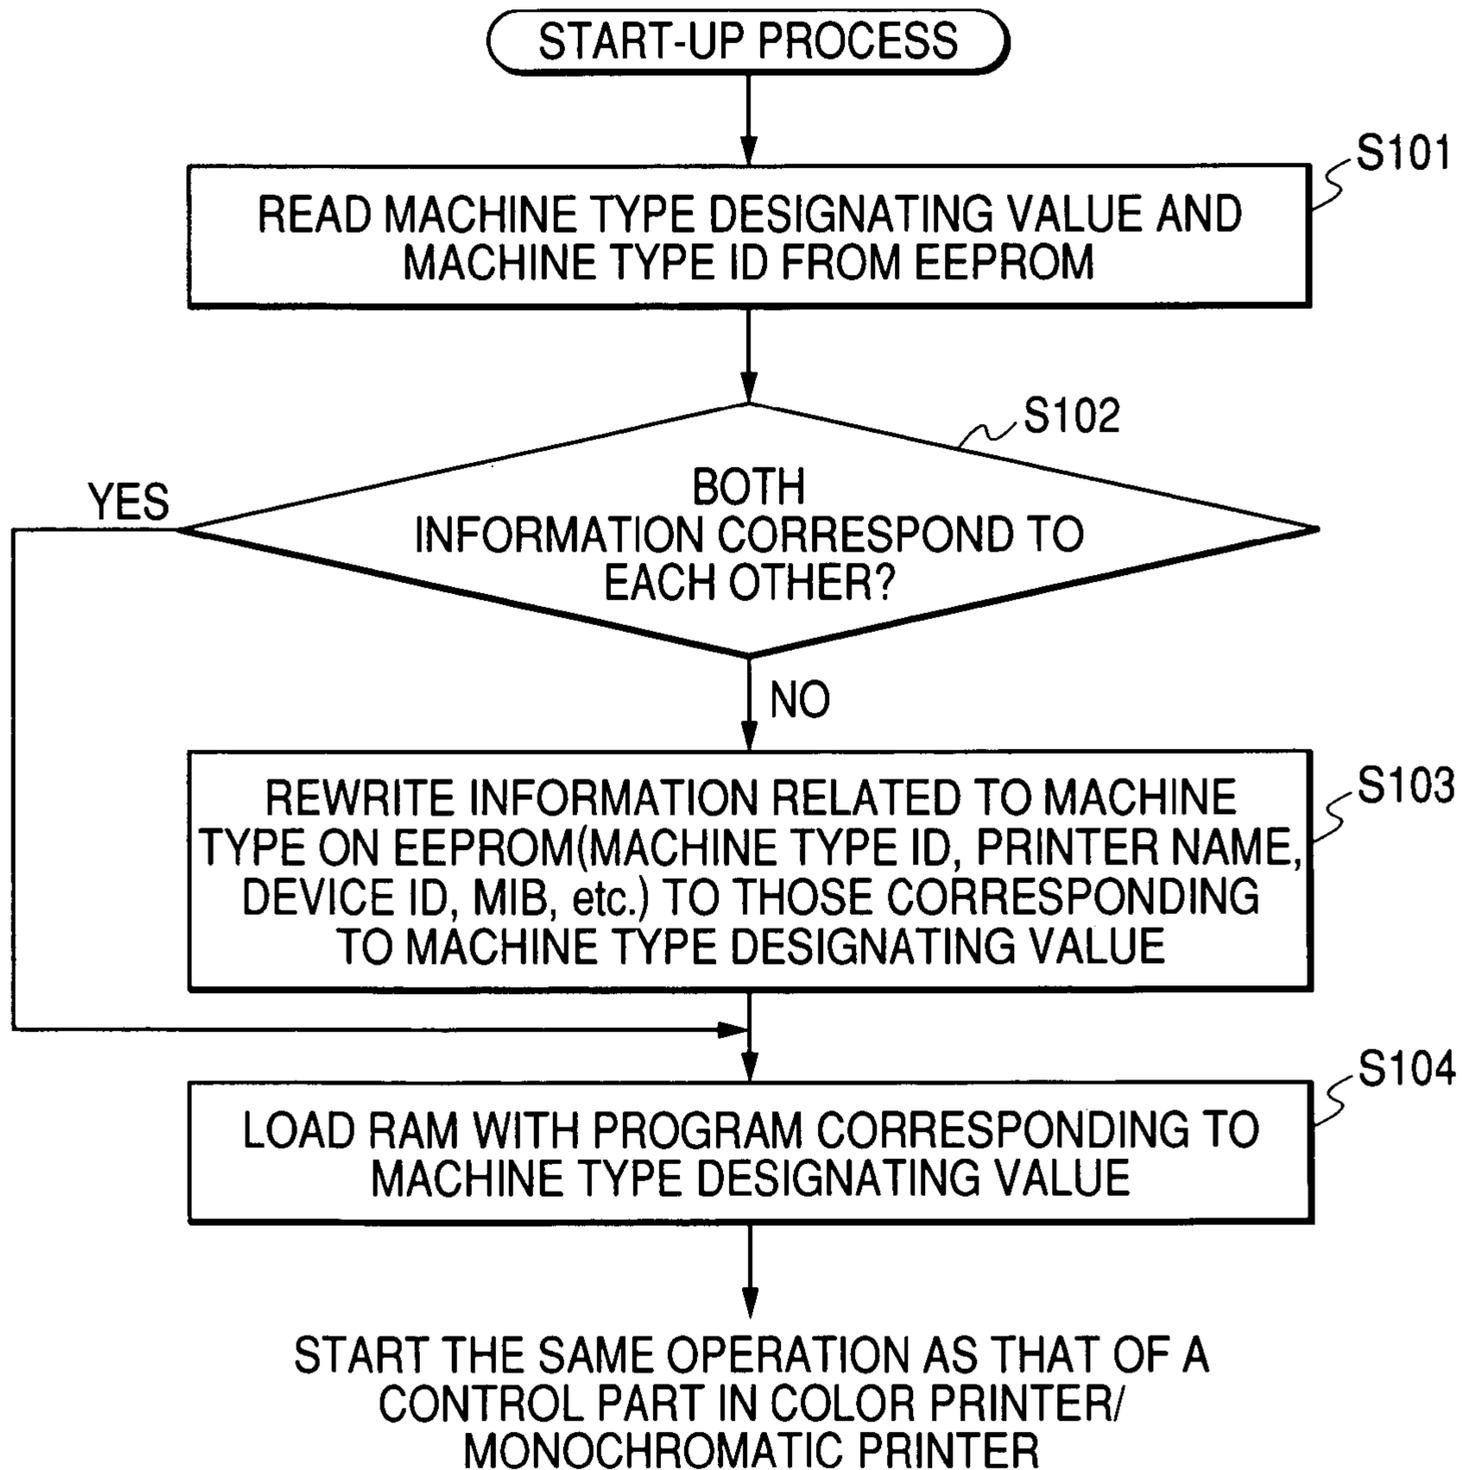 START-UP PROCESS
S101
READ MACHINE TYPE DESIGNATING VALUE AND
MACHINE TYPE ID FROM EEPROM
S102
YES
BOTH
INFORMATION CORRESPOND TO
EACH OTHER?
NO
S103
REWRITE INFORMATION RELATED TO MACHINE
TYPE ON EEPROM(MACHINE TYPE ID, PRINTER NAME,
DEVICE ID, MIB, etc.) TO THOSE CORRESPONDING
TO MACHINE TYPE DESIGNATING VALUE
S104
LOAD RAM WITH PROGRAM CORRESPONDING TO
MACHINE TYPE DESIGNATING VALUE
START THE SAME OPERATION AS THAT OF A
CONTROL PART IN COLOR PRINTER/
MONOCHROMATIC PRINTER